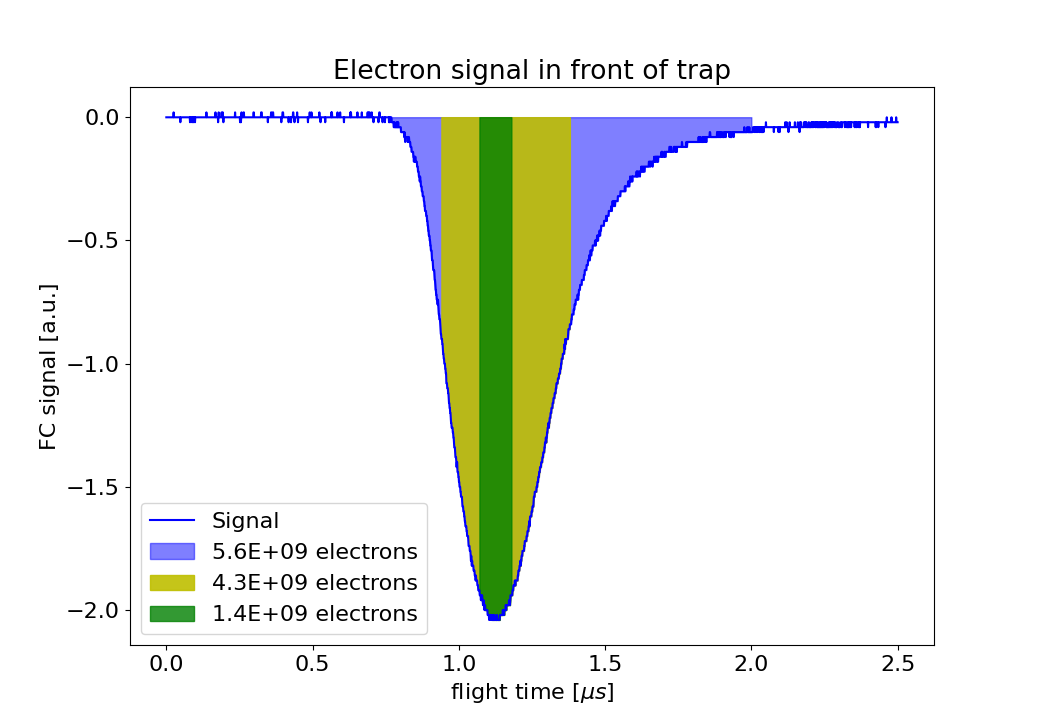 Electron signal in front of trap
FC signal [a.u.]
0.0
−0.5
−1.0
−1.5
−2.0
Signal
5.6E+09 electrons
4.3E+09 electrons
1.4E+09 electrons
0.0 0.5 1.0 1.5 2.0 2.5
flight time [μs]